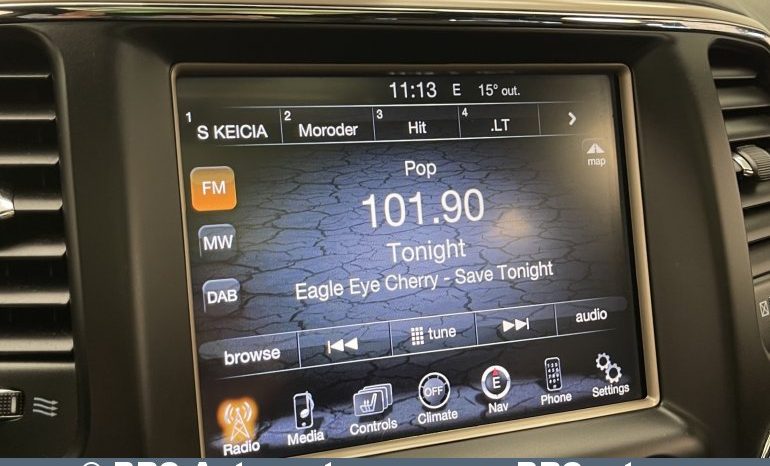 11:13 E 15° out.
1 S KEICIA 2 Moroder 3 Hit 4 .LT
map
Pop
FM
101.90
MW
Tonight
Eagle Eye Cherry - Save Tonight
DAB
browse tune audio
OFF E
Radio Media Controls Climate Nav Phone Settings